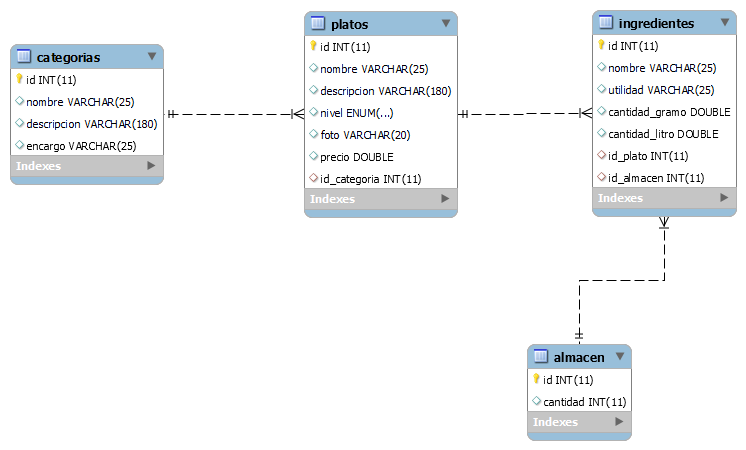 categorias
id INT(11)
nombre VARCHAR(25)
descripcion VARCHAR(180)
encargo VARCHAR(25)
Indexes
platos
id INT(11)
nombre VARCHAR(25)
descripcion VARCHAR(180)
nivel ENUM(...)
foto VARCHAR(20)
precio DOUBLE
id_categoria INT(11)
Indexes
ingredientes
id INT(11)
nombre VARCHAR(25)
utilidad VARCHAR(25)
cantidad_gramo DOUBLE
cantidad_litro DOUBLE
id_plato INT(11)
id_almacen INT(11)
Indexes
almacen
id INT(11)
cantidad INT(11)
Indexes